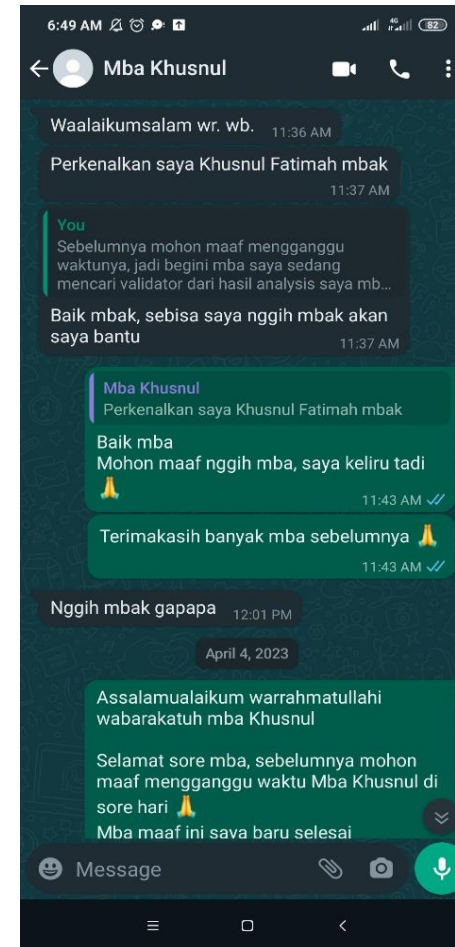 6:49 AM
4G
82
Mba Khusnul
Waalaikumsalam wr. wb. 11:36 AM
Perkenalkan saya Khusnul Fatimah mbak
11:37 AM
You
Sebelumnya mohon maaf mengganggu
waktunya, jadi begini mba saya sedang
mencari validator dari hasil analysis saya mb...
Baik mbak, sebisa saya nggih mbak akan
saya bantu
11:37 AM
Mba Khusnul
Perkenalkan saya Khusnul Fatimah mbak
Baik mba
Mohon maaf nggih mba, saya keliru tadi
🙏
11:43 AM
Terimakasih banyak mba sebelumnya 🙏
11:43 AM
Nggih mbak gapapa 12:01 PM
April 4, 2023
Assalamualaikum warrahmatullahi
wabarakatuh mba Khusnul
Selamat sore mba, sebelumnya mohon
maaf mengganggu waktu Mba Khusnul di
sore hari 🙏
Mba maaf ini saya baru selesai
Message